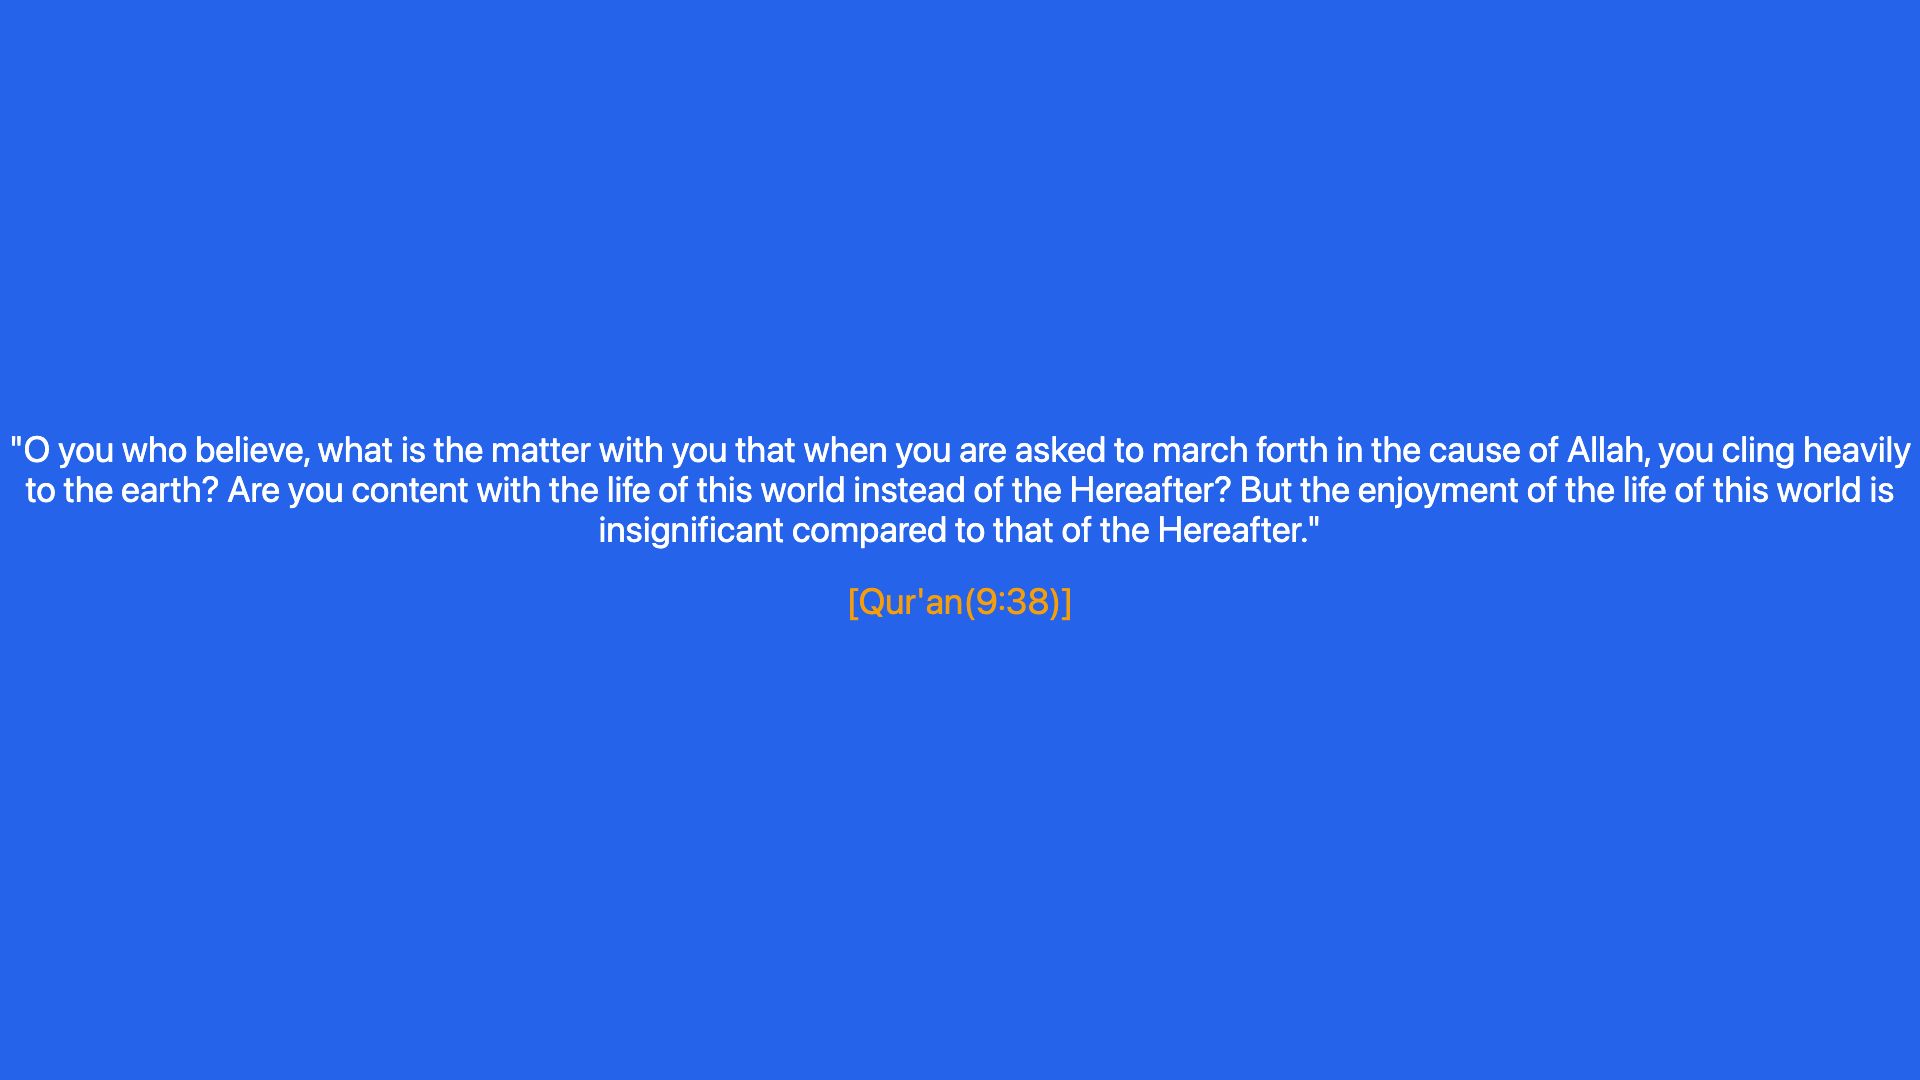 "O you who believe, what is the matter with you that when you are asked to march forth in the cause of Allah, you cling heavily
to the earth? Are you content with the life of this world instead of the Hereafter? But the enjoyment of the life of this world is
insignificant compared to that of the Hereafter."
[Qur'an(9:38)]